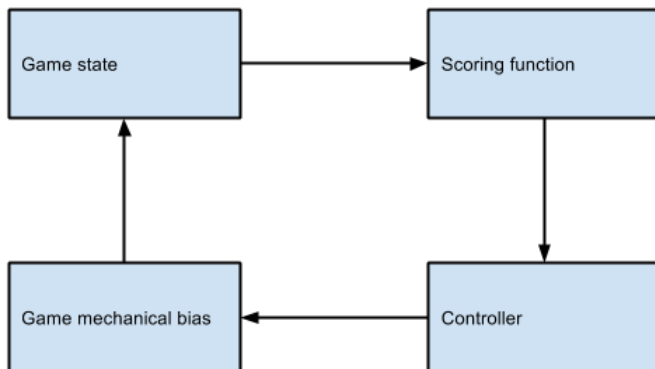 Game state
Scoring function
Game mechanical bias
Controller